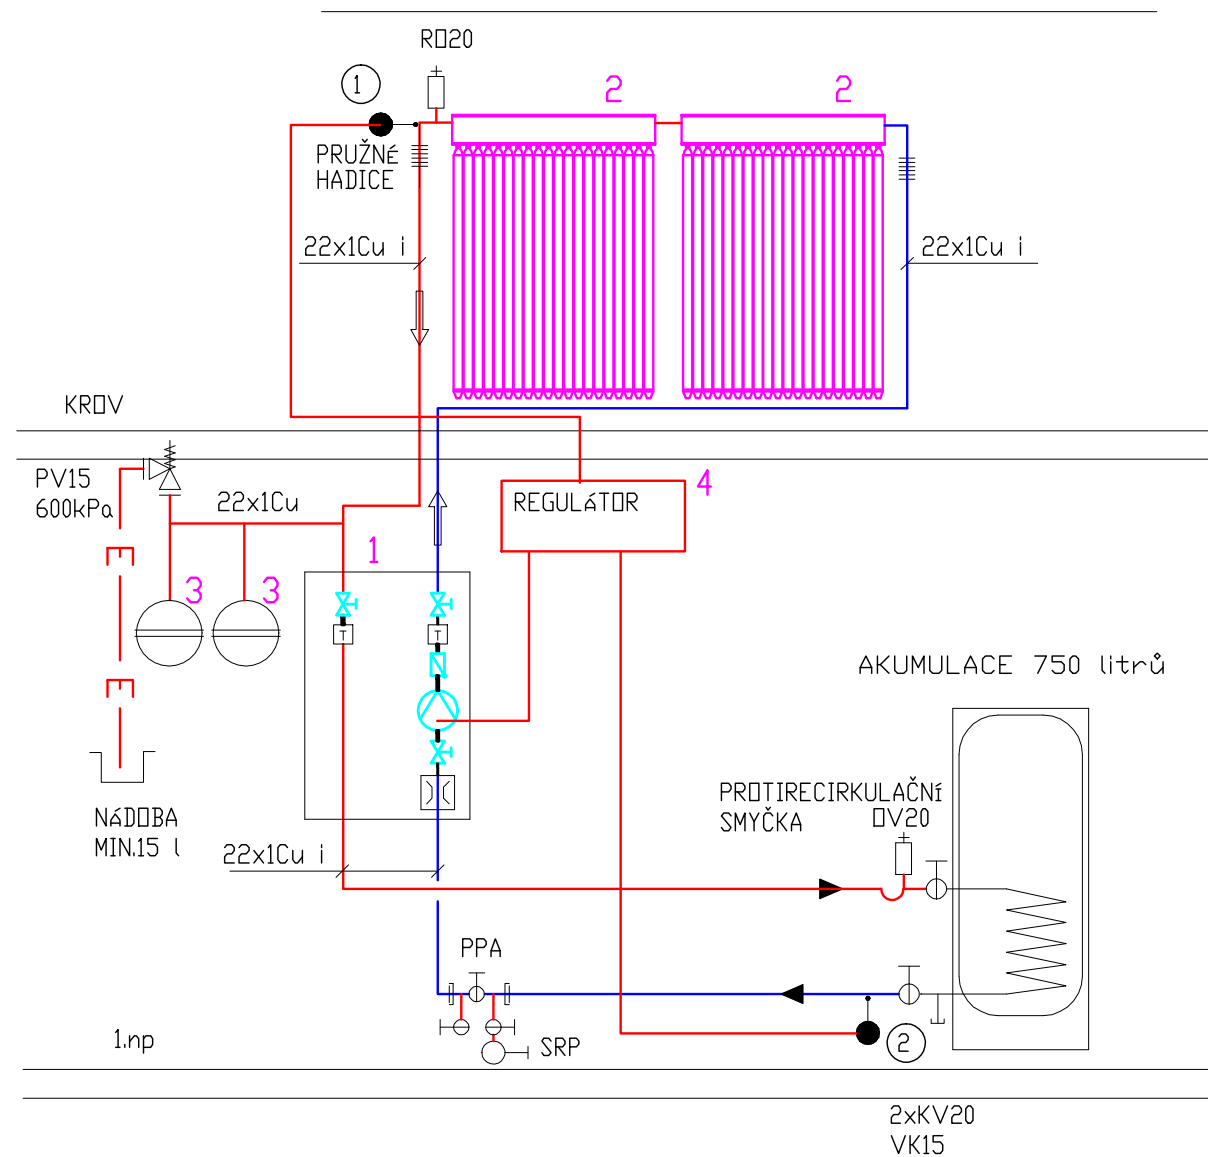 RO20
1
2
2
PRUŽNÉ
HADICE
22x1Cu i
22x1Cu i
KROV
PV15
600kPa
22x1Cu
4
REGULÁTOR
1
3
3
T
T
AKUMULACE 750 litrů
NÁDOBA
MIN.15 l
PROTIRECIRKULAČNÍ
SMYČKA
OV20
22x1Cu i
PPA
1.np
SRP
2
2xKV20
VK15